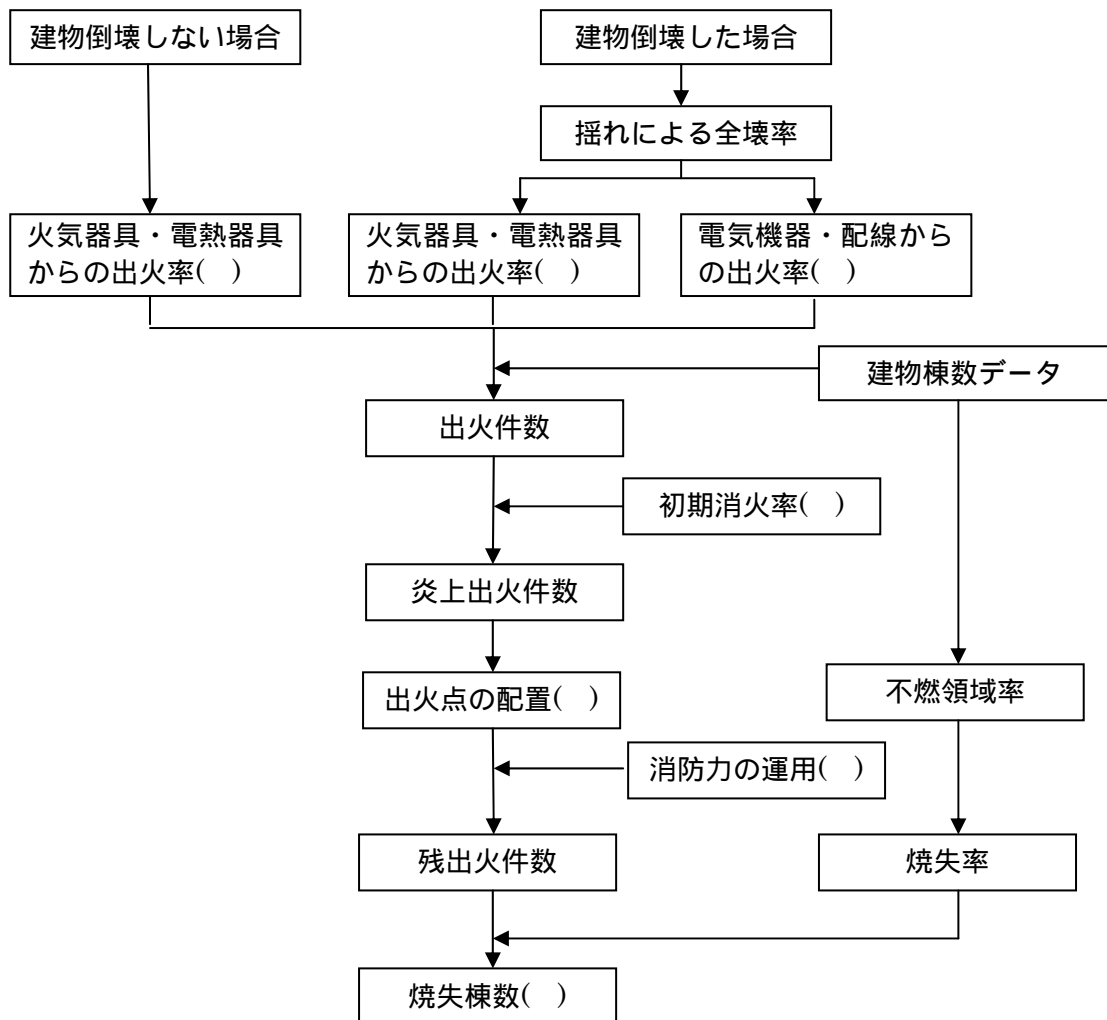 建物倒壊しない場合
建物倒壊した場合
揺れによる全壊率
火気器具・電熱器具
からの出火率(　)
火気器具・電熱器具
からの出火率(　)
電気機器・配線から
の出火率(　)
建物棟数データ
出火件数
初期消火率(　)
炎上出火件数
出火点の配置(　)
不燃領域率
消防力の運用(　)
残出火件数
焼失率
焼失棟数(　)